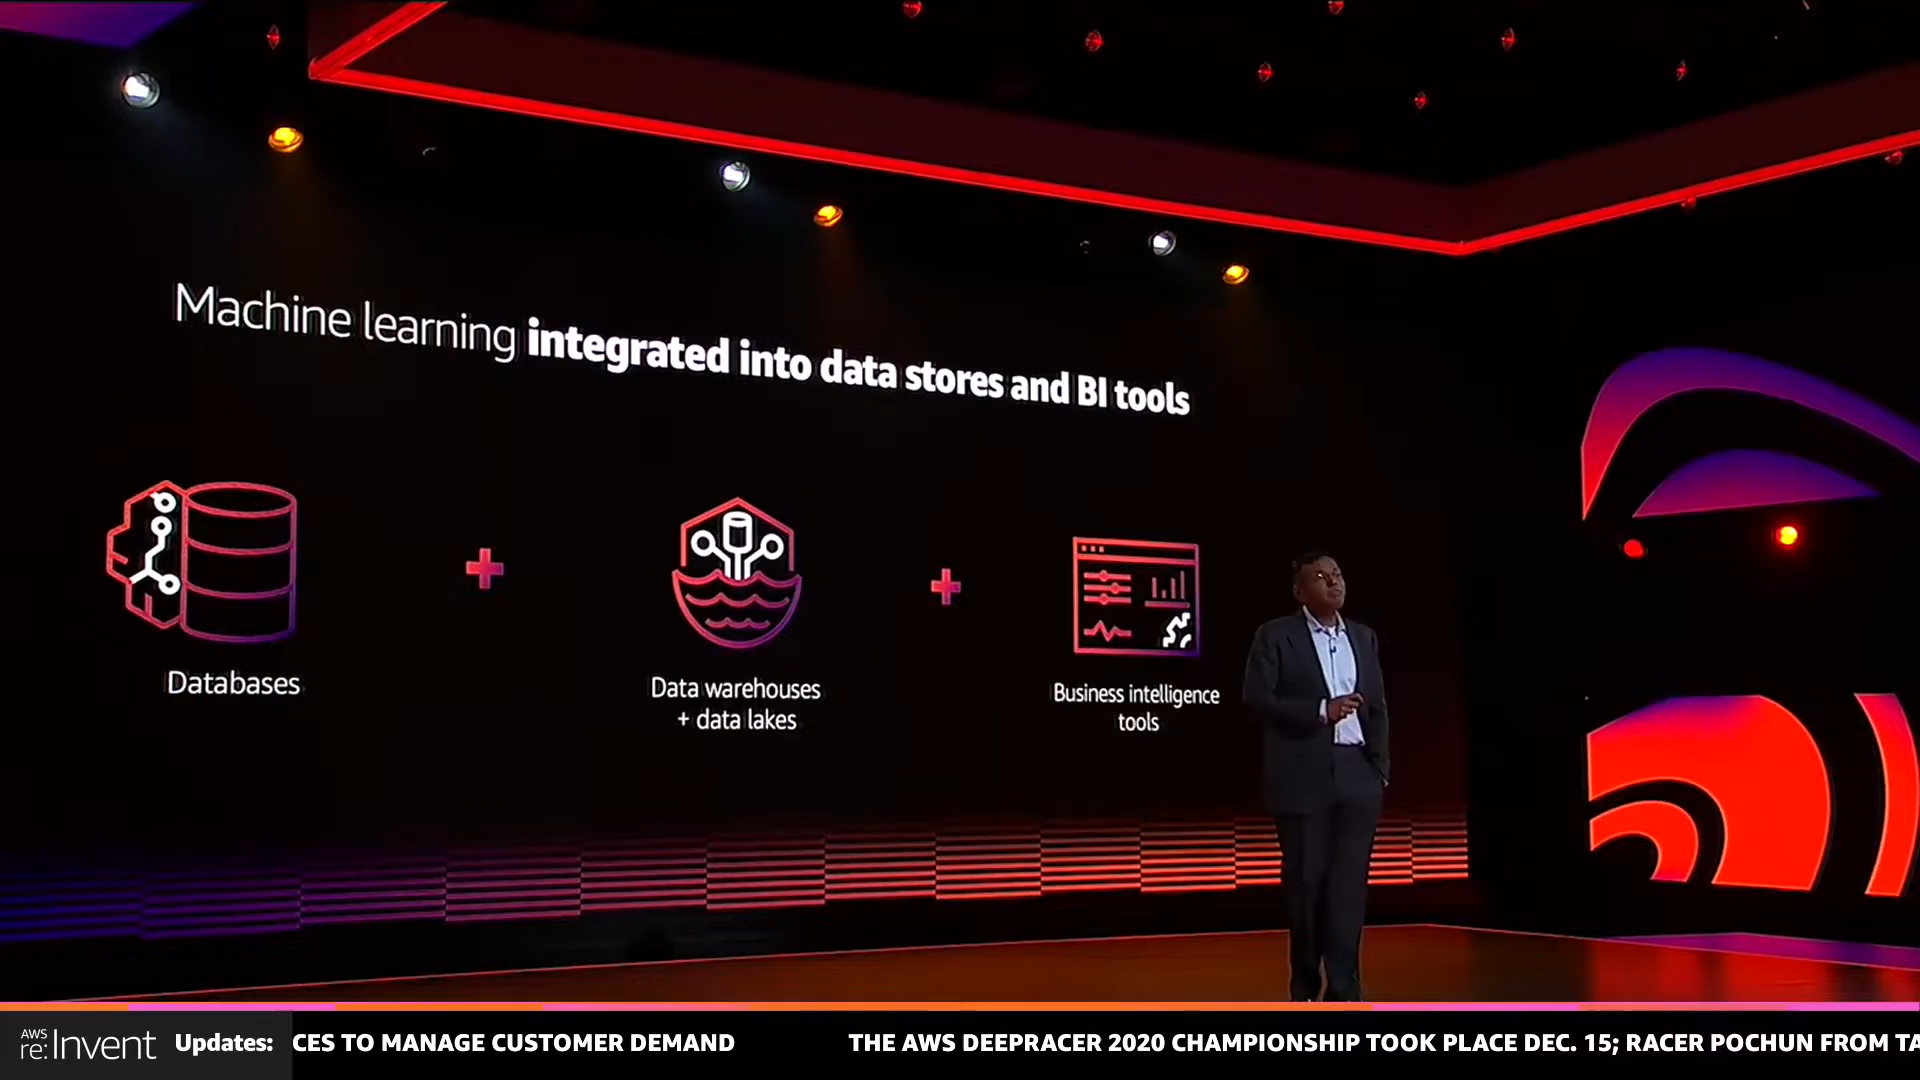 Machine learning integrated into data stores and BI tools
Databases
Data warehouses
+ data lakes
Business intelligence
tools
AWS
re:Invent
Updates:
CES TO MANAGE CUSTOMER DEMAND
THE AWS DEEPRACER 2020 CHAMPIONSHIP TOOK PLACE DEC. 15; RACER POCHUN FROM TA